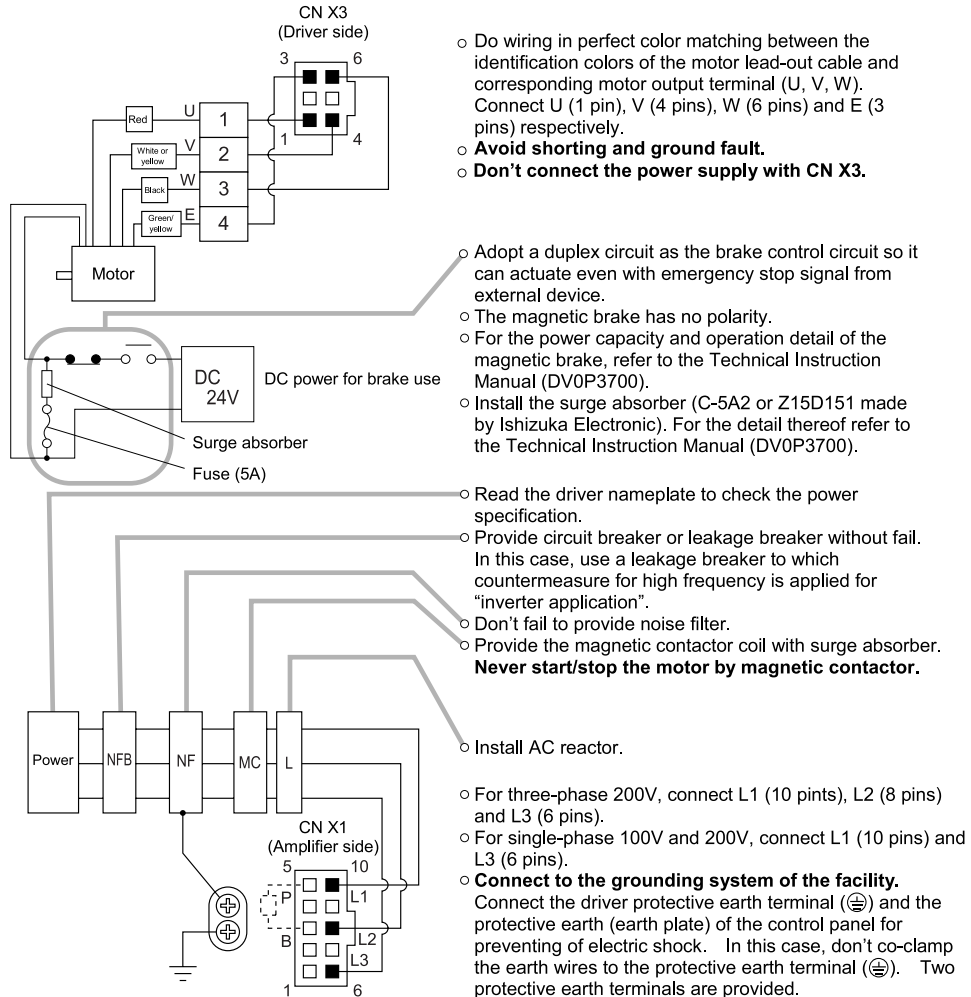 CN X3
(Driver side)
3
6
1
4
Red
U
1
White or
yellow
V
2
Black
W
3
Green/
yellow
E
4
Motor
Do wiring in perfect color matching between the
identification colors of the motor lead-out cable and
corresponding motor output terminal (U, V, W).
Connect U (1 pin), V (4 pins), W (6 pins) and E (3
pins) respectively.
Avoid shorting and ground fault.
Don't connect the power supply with CN X3.
Adopt a duplex circuit as the brake control circuit so it
can actuate even with emergency stop signal from
external device.
The magnetic brake has no polarity.
For the power capacity and operation detail of the
magnetic brake, refer to the Technical Instruction
Manual (DV0P3700).
Install the surge absorber (C-5A2 or Z15D151 made
by Ishizuka Electronic). For the detail thereof refer to
the Technical Instruction Manual (DV0P3700).
DC
24V
DC power for brake use
Surge absorber
Fuse (5A)
Read the driver nameplate to check the power
specification.
Provide circuit breaker or leakage breaker without fail.
In this case, use a leakage breaker to which
countermeasure for high frequency is applied for
“inverter application”.
Don't fail to provide noise filter.
Provide the magnetic contactor coil with surge absorber.
Never start/stop the motor by magnetic contactor.
Power
NFB
NF
MC
L
Install AC reactor.
For three-phase 200V, connect L1 (10 pints), L2 (8 pins)
and L3 (6 pins).
For single-phase 100V and 200V, connect L1 (10 pins) and
L3 (6 pins).
Connect to the grounding system of the facility.
Connect the driver protective earth terminal (⏚) and the
protective earth (earth plate) of the control panel for
preventing of electric shock. In this case, don't co-clamp
the earth wires to the protective earth terminal (⏚). Two
protective earth terminals are provided.
CN X1
(Amplifier side)
5
10
P
L1
B
L2
L3
1
6